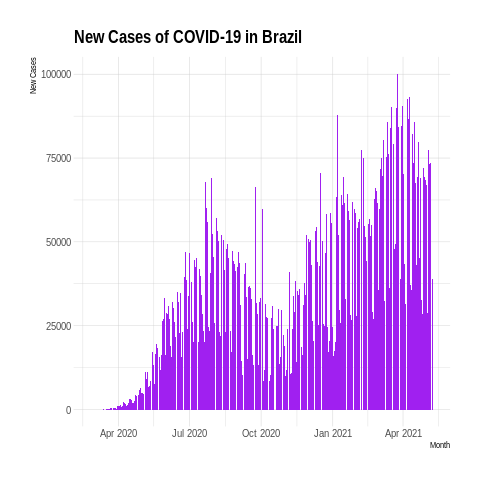 New Cases of COVID-19 in Brazil
New Cases
100000
75000
50000
25000
0
Apr 2020 Jul 2020 Oct 2020 Jan 2021 Apr 2021
Month